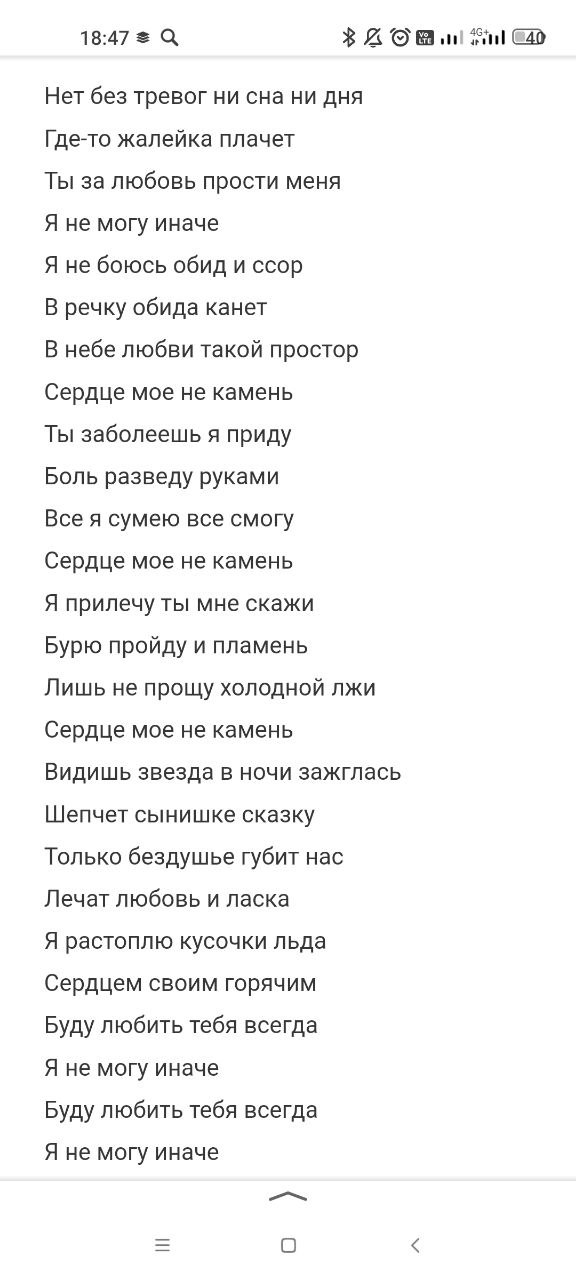 18:47 Vo LTE 4G+ 40
Нет без тревог ни сна ни дня
Где-то жалейка плачет
Ты за любовь прости меня
Я не могу иначе
Я не боюсь обид и ссор
В речку обида канет
В небе любви такой простор
Сердце мое не камень
Ты заболеешь я приду
Боль разведу руками
Все я сумею все смогу
Сердце мое не камень
Я прилечу ты мне скажи
Бурю пройду и пламень
Лишь не прощу холодной лжи
Сердце мое не камень
Видишь звезда в ночи зажглась
Шепчет сынишке сказку
Только бездушье губит нас
Лечат любовь и ласка
Я растоплю кусочки льда
Сердцем своим горячим
Буду любить тебя всегда
Я не могу иначе
Буду любить тебя всегда
Я не могу иначе